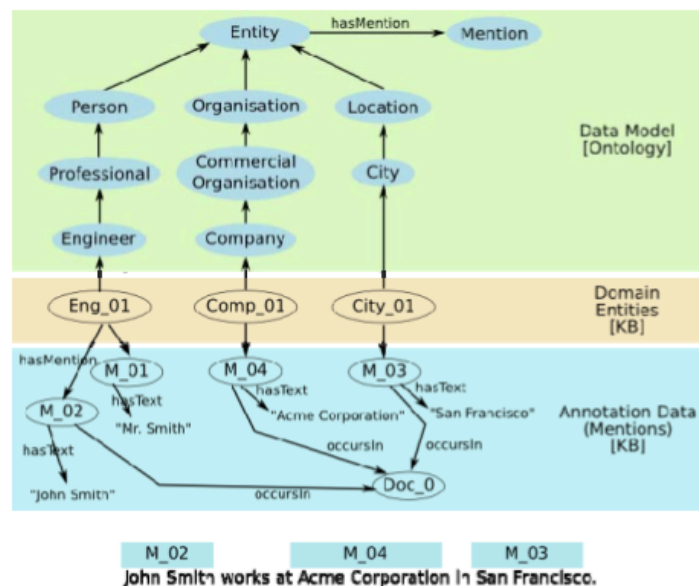 Entity
hasMention
Mention
Person
Organisation
Location
Data Model
[Ontology]
Professional
Commercial
Organisation
City
Engineer
Company
Eng_01
Comp_01
City_01
Domain
Entities
[KB]
hasMention
M_01
M_04
M_03
hasText
hasText
hasText
M_02
"Mr. Smith"
"Acme Corporation"
"San Francisco"
Annotation Data
(Mentions)
[KB]
hasText
occursIn
occursIn
"John Smith"
occursIn
Doc_0
M_02
M_04
M_03
John Smith works at Acme Corporation in San Francisco.